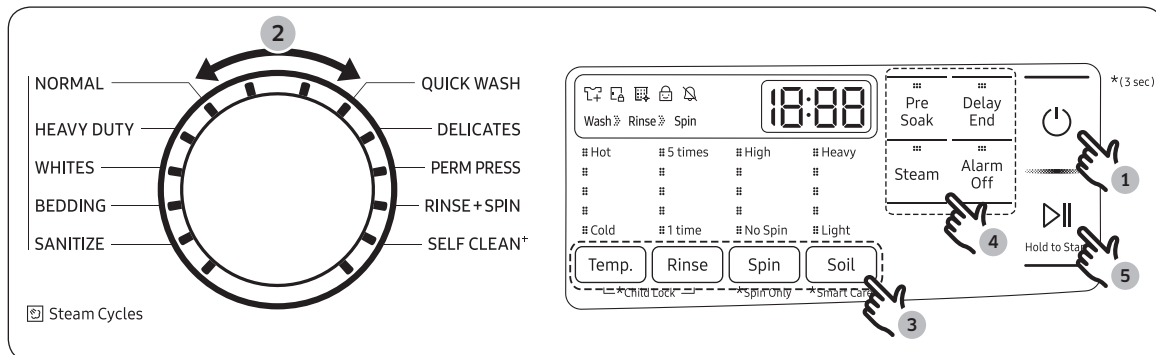 2
NORMAL
HEAVY DUTY
WHITES
BEDDING
SANITIZE
QUICK WASH
DELICATES
PERM PRESS
RINSE + SPIN
SELF CLEAN+
Steam Cycles
Wash Rinse Spin
18:88
Hot 5 times High Heavy
Cold 1 time No Spin Light
Temp. Rinse Spin Soil
*Child Lock *Spin Only *Smart Care
3
Pre Soak
Delay End
Steam
Alarm Off
4
*(3 sec)
1
Hold to Start
5